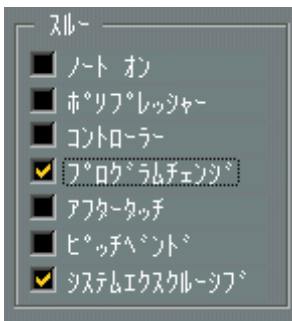 スルー
ノート オン
ポリプレッシャー
コントローラー
プログラムチェンジ
アフタータッチ
ピッチベンド
システムエクスクルーシブ